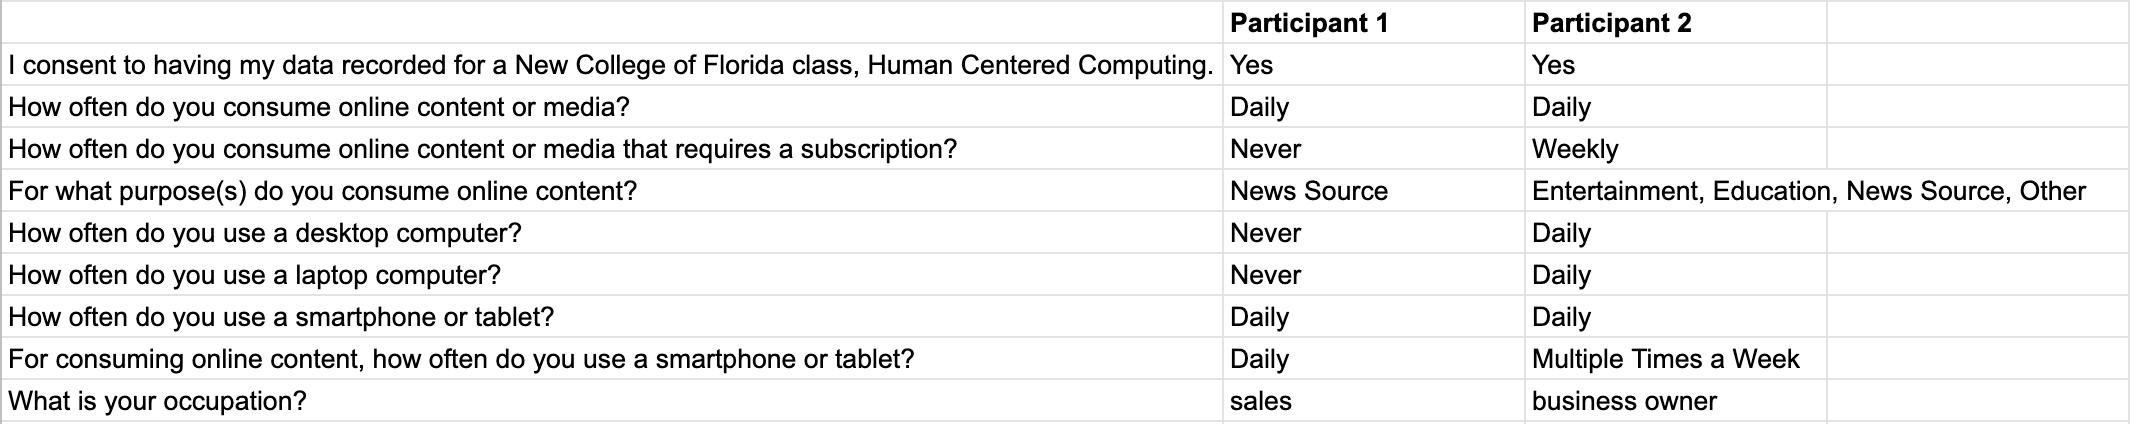 Participant 1 Participant 2
I consent to having my data recorded for a New College of Florida class, Human Centered Computing. Yes Yes
How often do you consume online content or media? Daily Daily
How often do you consume online content or media that requires a subscription? Never Weekly
For what purpose(s) do you consume online content? News Source Entertainment, Education, News Source, Other
How often do you use a desktop computer? Never Daily
How often do you use a laptop computer? Never Daily
How often do you use a smartphone or tablet? Daily Daily
For consuming online content, how often do you use a smartphone or tablet? Daily Multiple Times a Week
What is your occupation? sales business owner